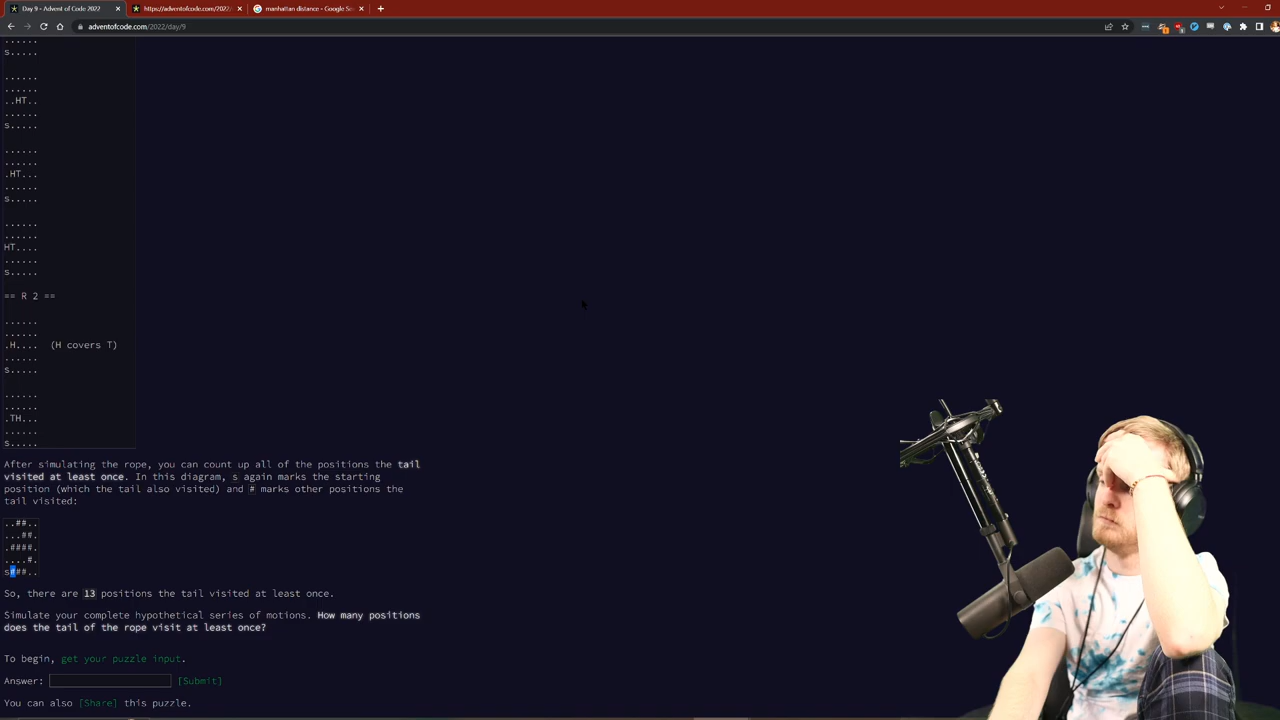 Day 9 - Advent of Code 2022
https://adventofcode.com/2022/
manhattan distance - Google Se
adventofcode.com/2022/day/9
......
s.....
......
......
..HT..
......
s.....
......
......
.HT...
......
s.....
......
......
HT....
......
s.....
== R 2 ==
......
......
.H.... (H covers T)
......
s.....
......
......
.TH...
......
s.....
After simulating the rope, you can count up all of the positions the tail
visited at least once. In this diagram, s again marks the starting
position (which the tail also visited) and # marks other positions the
tail visited:
..##..
...##.
.####.
....#.
s###..
So, there are 13 positions the tail visited at least once.
Simulate your complete hypothetical series of motions. How many positions
does the tail of the rope visit at least once?
To begin, get your puzzle input.
Answer: [Submit]
You can also [Share] this puzzle.